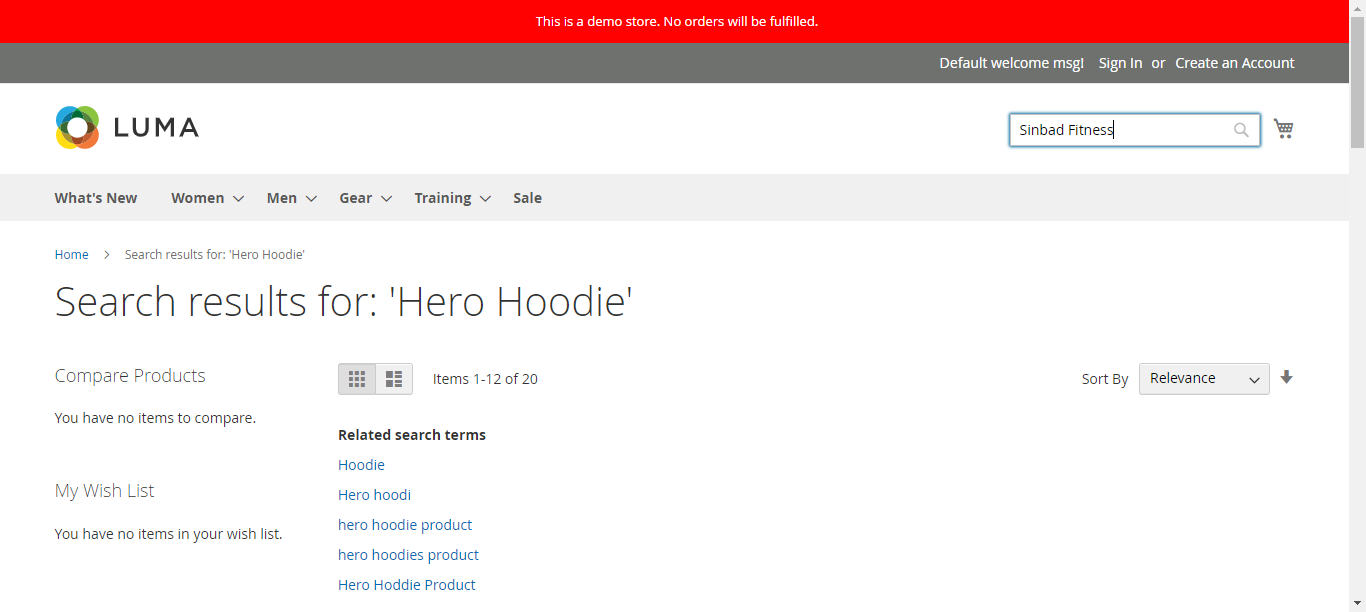 This is a demo store. No orders will be fulfilled.
Default welcome msg! Sign In or Create an Account
LUMA
Sinbad Fitness
What's New Women Men Gear Training Sale
Home Search results for: 'Hero Hoodie'
Search results for: 'Hero Hoodie'
Compare Products
You have no items to compare.
My Wish List
You have no items in your wish list.
Items 1-12 of 20
Sort By Relevance
Related search terms
Hoodie
Hero hoodi
hero hoodie product
hero hoodies product
Hero Hoddie Product